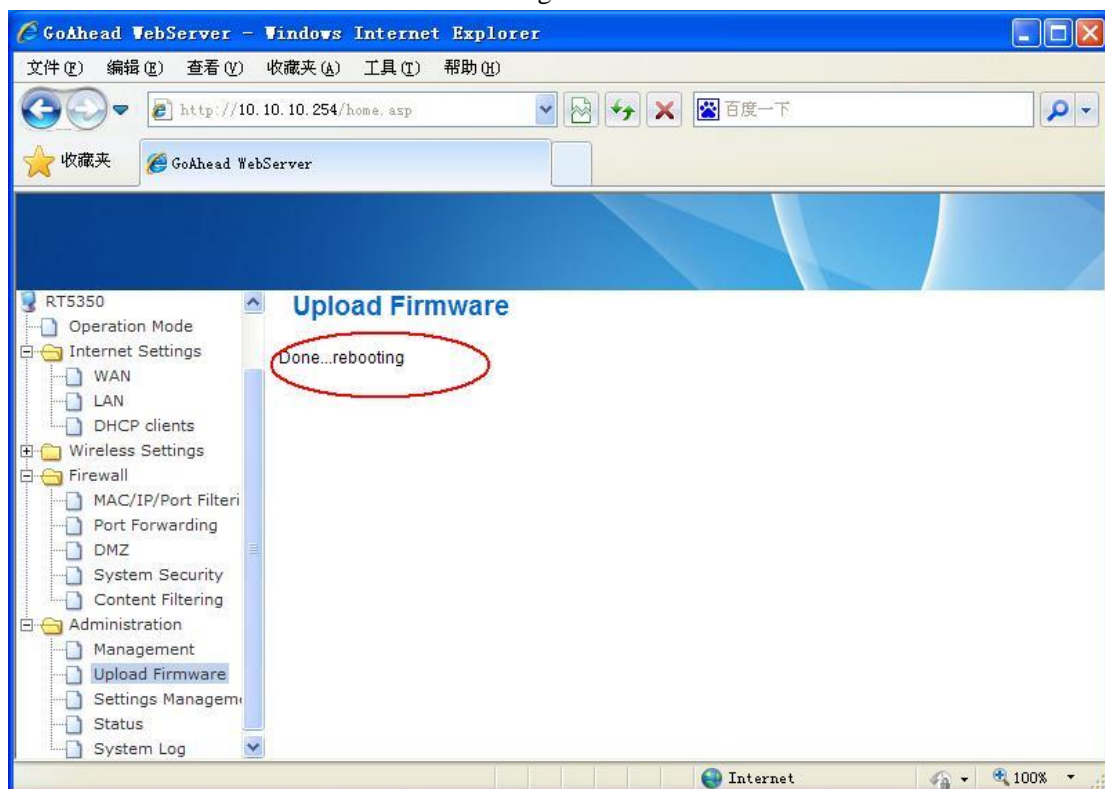 GoAhead WebServer - Windows Internet Explorer
文件(F) 编辑(E) 查看(V) 收藏夹(A) 工具(T) 帮助(H)
http://10.10.10.254/home.asp
百度一下
收藏夹
GoAhead WebServer
RT5350
Operation Mode
Internet Settings
WAN
LAN
DHCP clients
Wireless Settings
Firewall
MAC/IP/Port Filteri
Port Forwarding
DMZ
System Security
Content Filtering
Administration
Management
Upload Firmware
Settings Managem
Status
System Log
Upload Firmware
Done...rebooting
Internet
100%